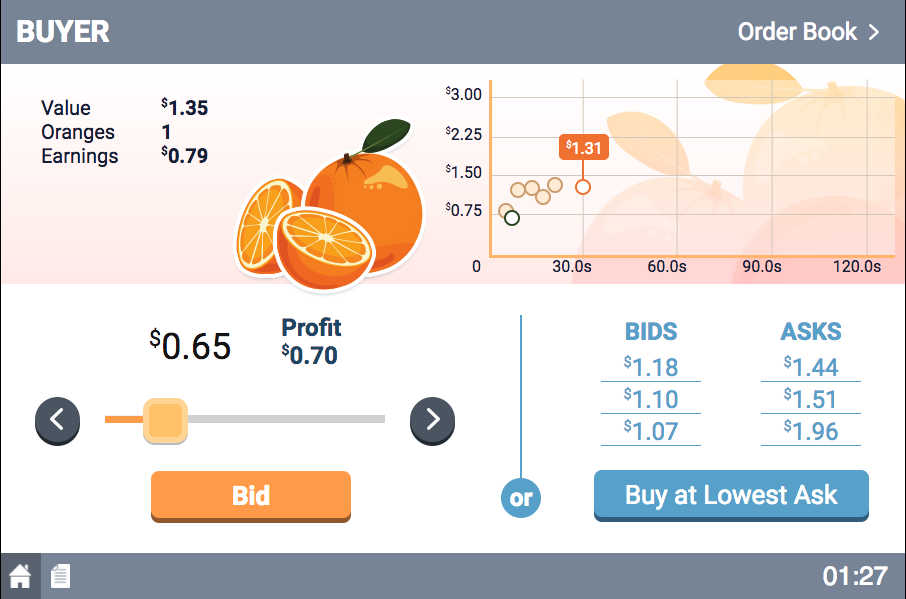 BUYER
Order Book >
Value $1.35
Oranges 1
Earnings $0.79
$3.00
$2.25
$1.50
$0.75
$1.31
0 30.0s 60.0s 90.0s 120.0s
$0.65
Profit
$0.70
Bid
or
BIDS ASKS
$1.18 $1.44
$1.10 $1.51
$1.07 $1.96
Buy at Lowest Ask
01:27